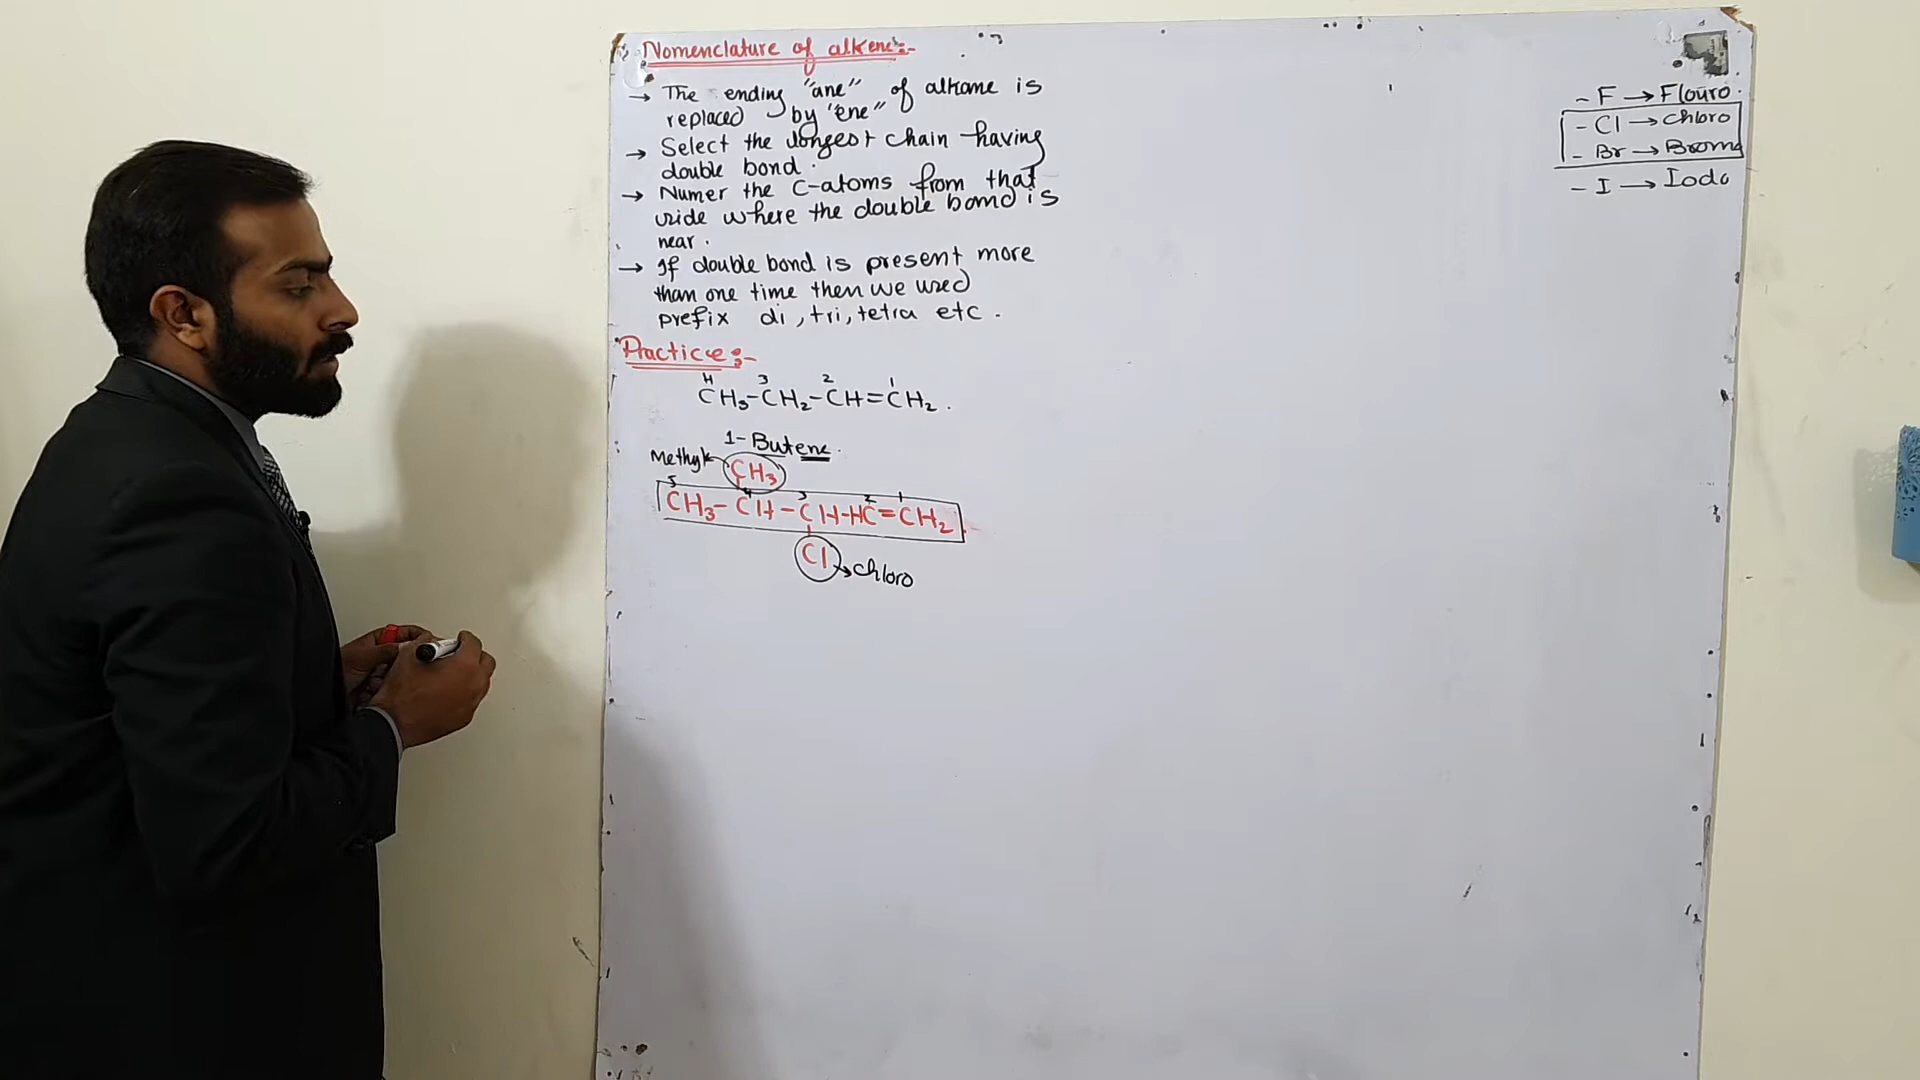 Nomenclature of alkene:-
→ The ending "ane" of alkane is
replaced by "ene"
→ Select the longest chain having
double bond.
→ Numer the C-atoms from that
side where the double bond is
near.
→ If double bond is present more
than one time then we used
prefix di, tri, tetra etc.
Practice:-
4 3 2 1
CH3-CH2-CH=CH2.
1-Butene.
Methyl CH3
5 4 3 2 1
CH3-CH-CH-HC=CH2
Cl → chloro
- F → Flouro.
- Cl → chloro
- Br → Bromo
- I → Iodo